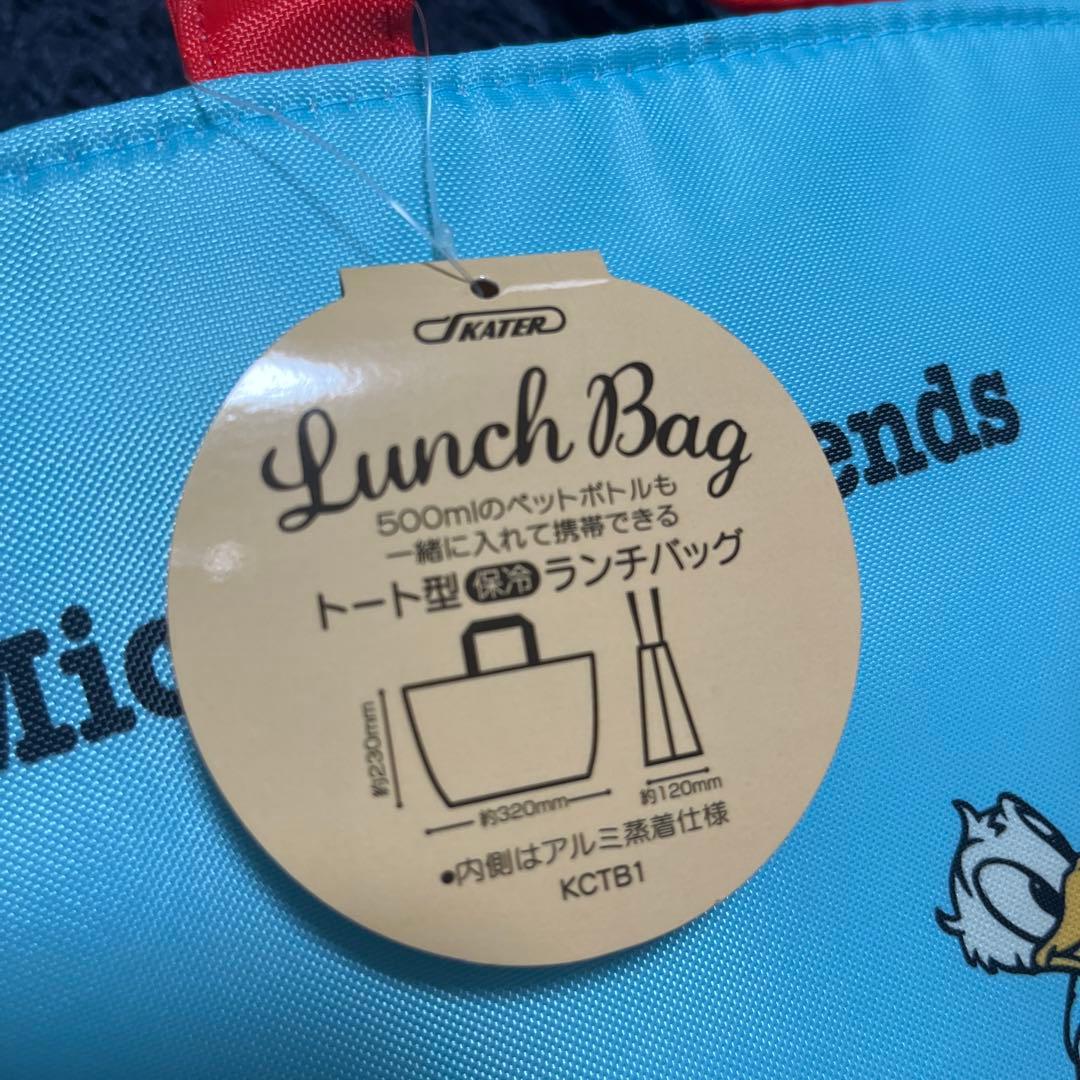 SKATER
Lunch Bag
500mlのペットボトルも
一緒に入れて携帯できる
トート型 保冷 ランチバッグ
約230mm
約320mm
約120mm
•内側はアルミ蒸着仕様
KCTB1
Mic
ends